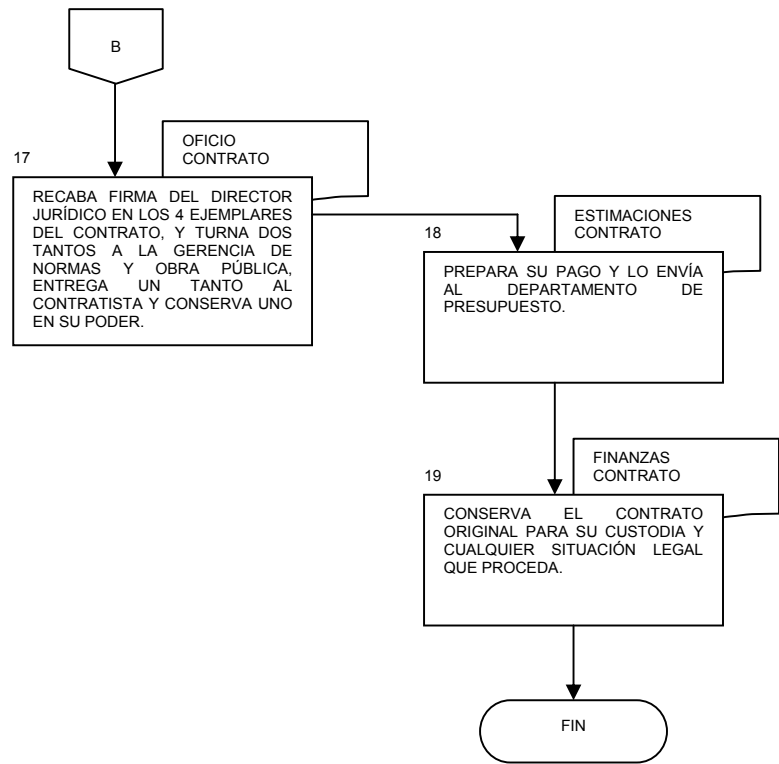 B
OFICIO
CONTRATO
17
RECABA FIRMA DEL DIRECTOR
JURÍDICO EN LOS 4 EJEMPLARES
DEL CONTRATO, Y TURNA DOS
TANTOS A LA GERENCIA DE
NORMAS Y OBRA PÚBLICA,
ENTREGA UN TANTO AL
CONTRATISTA Y CONSERVA UNO
EN SU PODER.
ESTIMACIONES
CONTRATO
18
PREPARA SU PAGO Y LO ENVÍA
AL DEPARTAMENTO DE
PRESUPUESTO.
FINANZAS
CONTRATO
19
CONSERVA EL CONTRATO
ORIGINAL PARA SU CUSTODIA Y
CUALQUIER SITUACIÓN LEGAL
QUE PROCEDA.
FIN